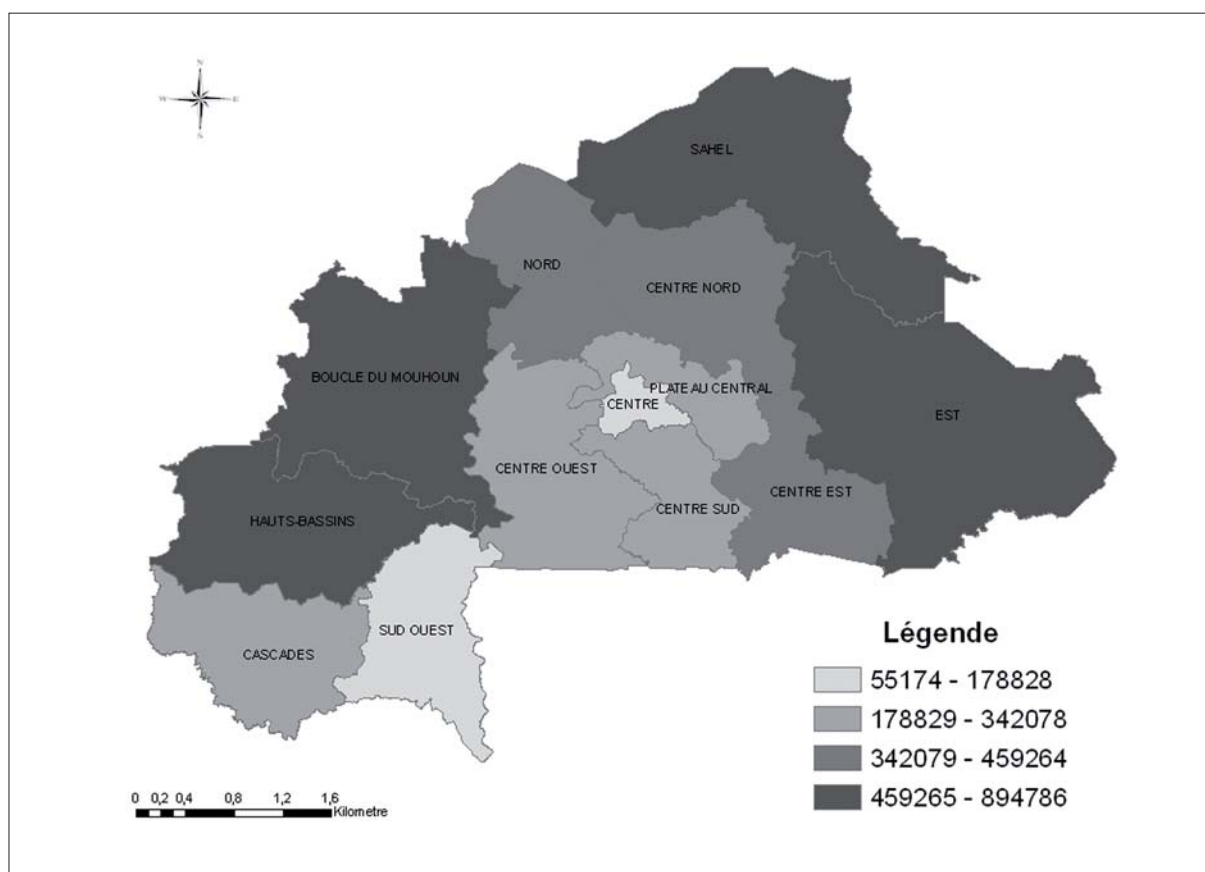 N
W E
S
SAHEL
NORD
CENTRE NORD
BOUCLE DU MOUHOUN
PLATEAU CENTRAL
CENTRE
EST
CENTRE OUEST
CENTRE EST
CENTRE SUD
HAUTS-BASSINS
SUD OUEST
CASCADES
Légende
55174 - 178828
178829 - 342078
342079 - 459264
459265 - 894786
0 0,2 0,4 0,8 1,2 1,6
Kilometre